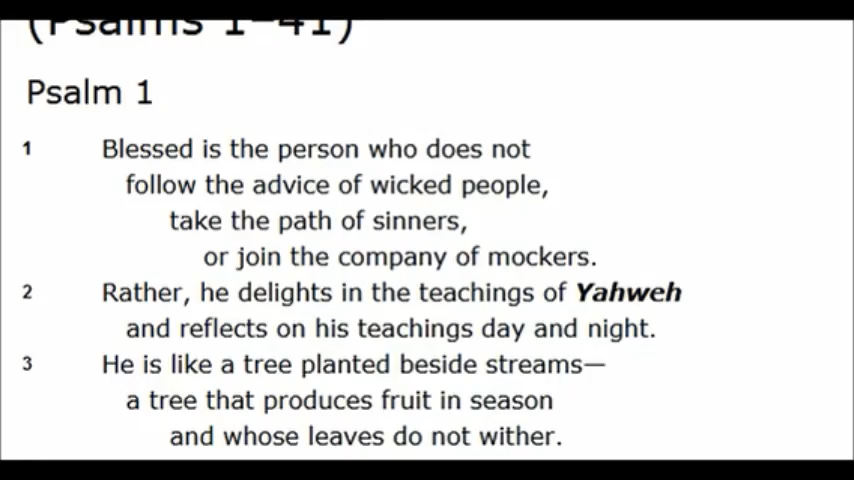 (Psalms 1–41)
Psalm 1
1 Blessed is the person who does not
follow the advice of wicked people,
take the path of sinners,
or join the company of mockers.
2 Rather, he delights in the teachings of Yahweh
and reflects on his teachings day and night.
3 He is like a tree planted beside streams—
a tree that produces fruit in season
and whose leaves do not wither.